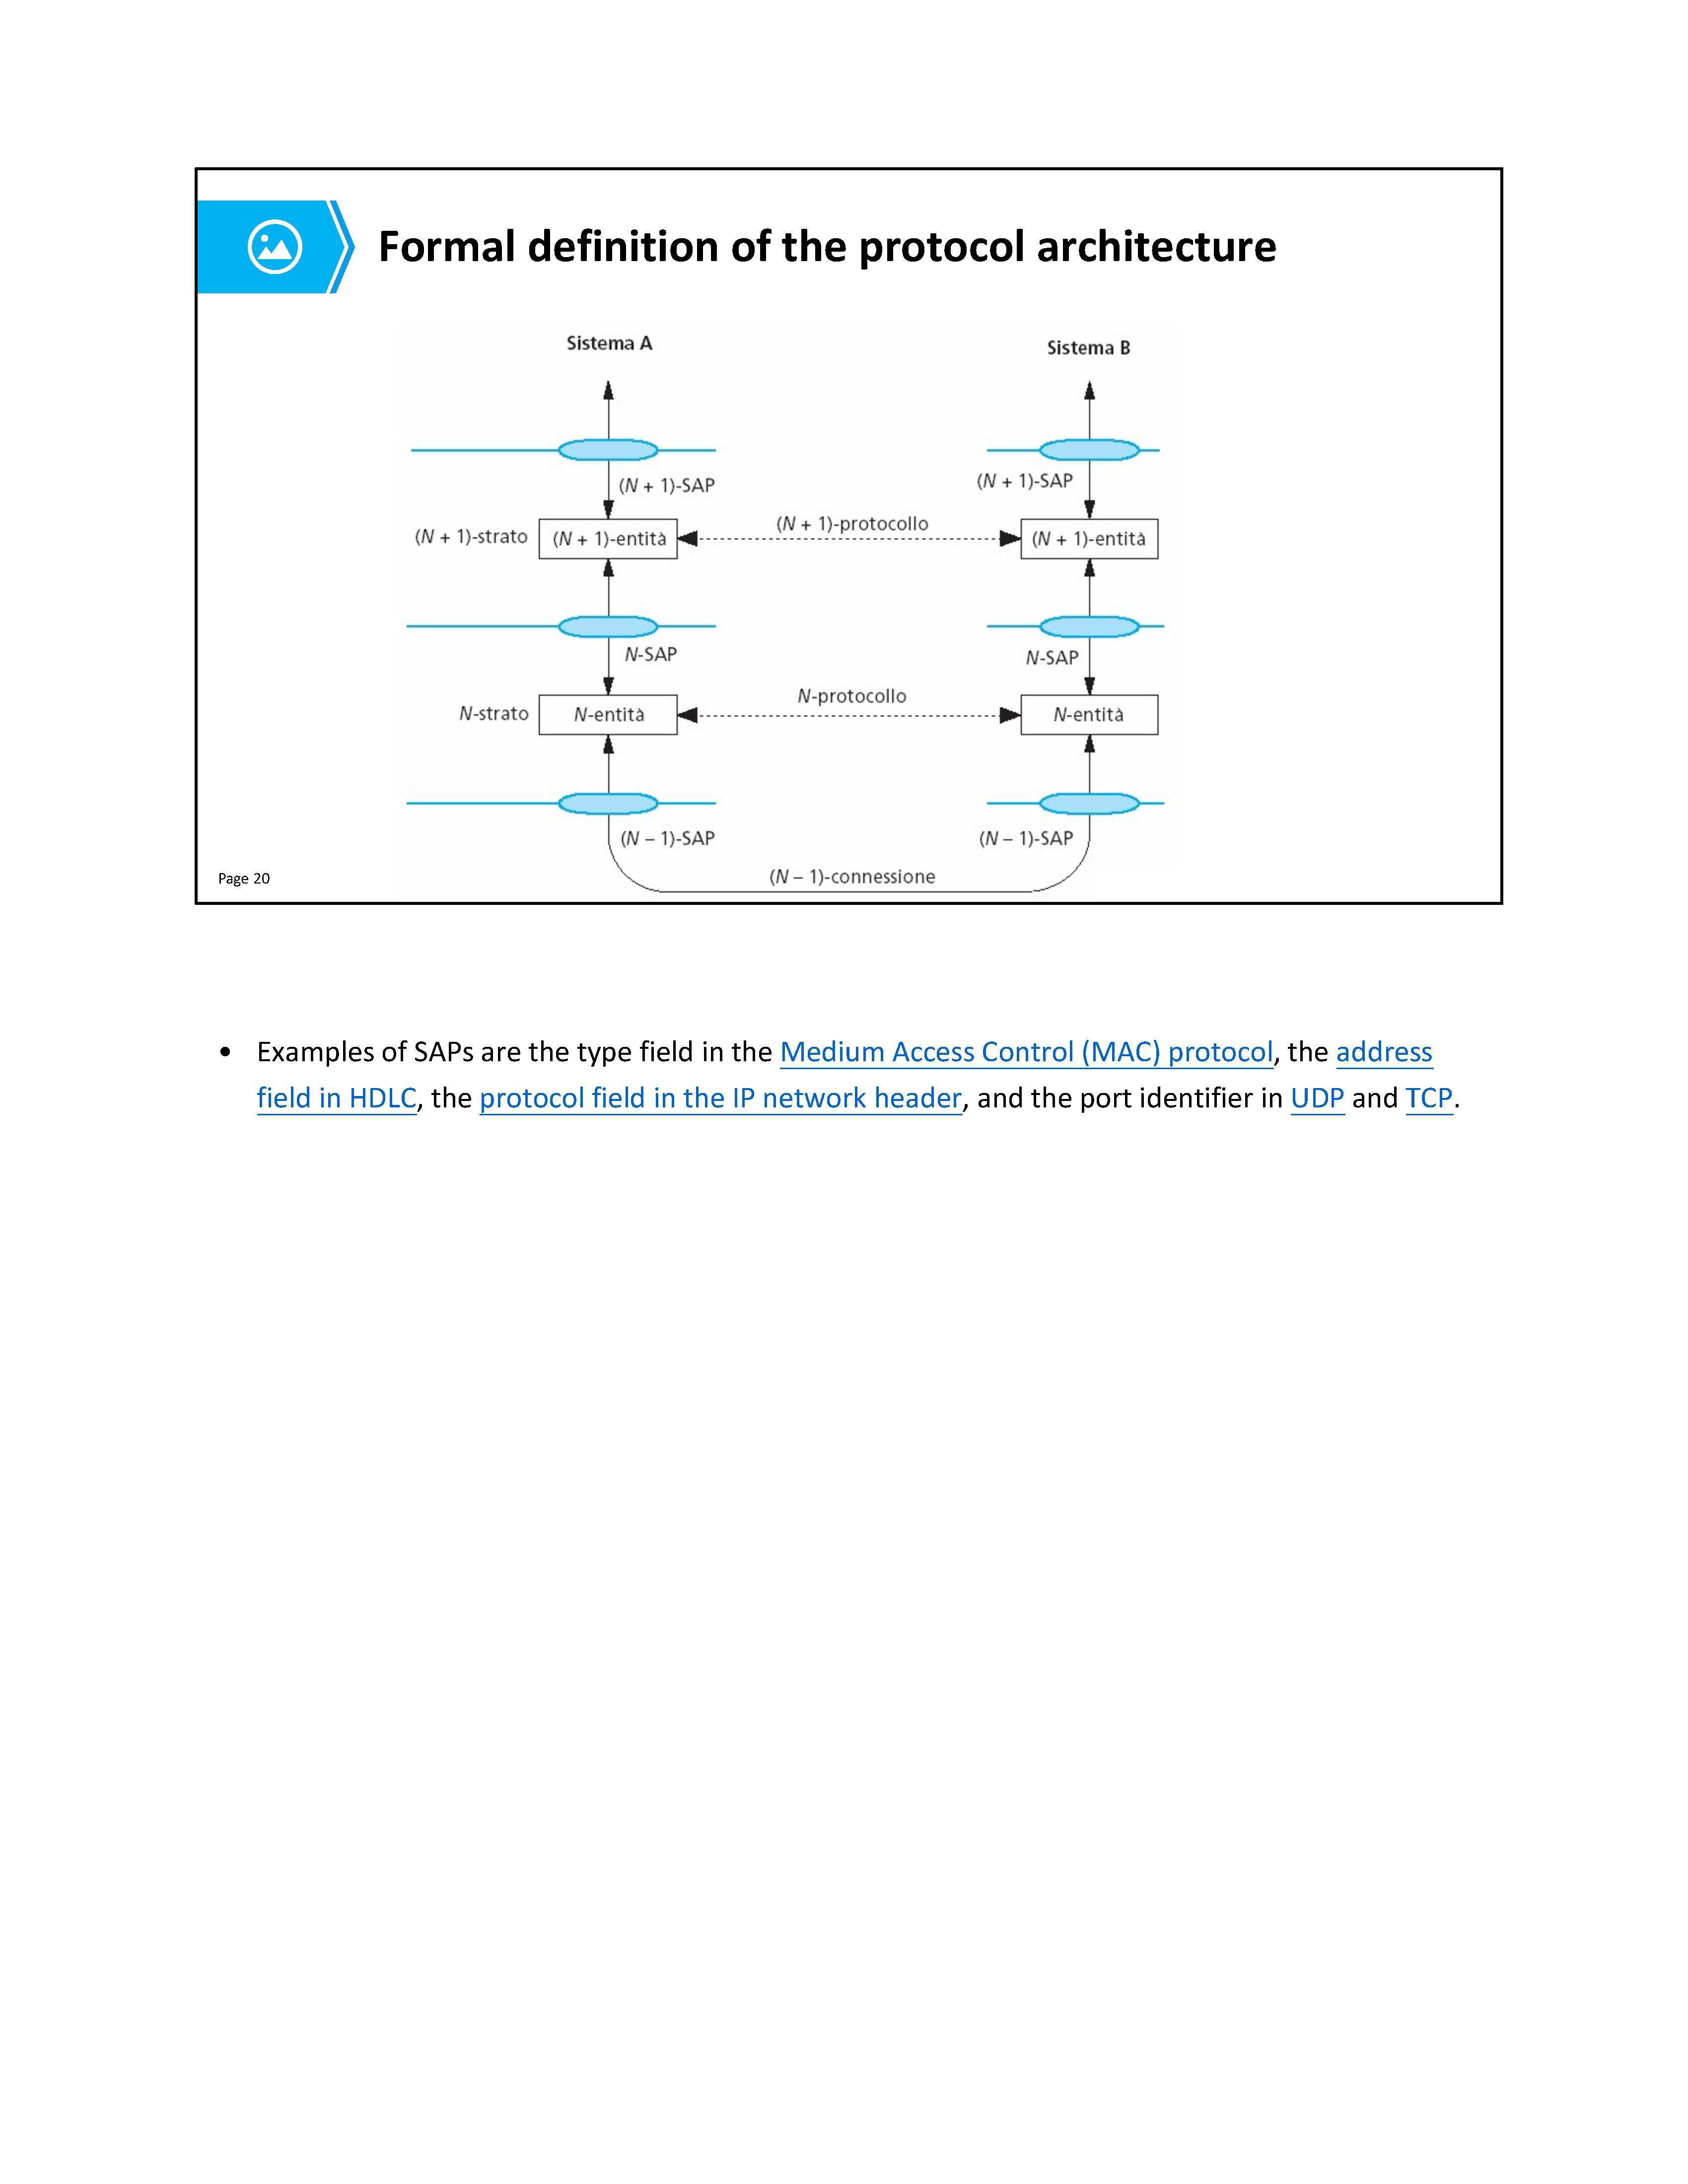 Formal definition of the protocol architecture
Sistema A
Sistema B
(N + 1)-SAP
(N + 1)-SAP
(N + 1)-strato
(N + 1)-entità
(N + 1)-protocollo
(N + 1)-entità
N-SAP
N-SAP
N-strato
N-entità
N-protocollo
N-entità
(N – 1)-SAP
(N – 1)-SAP
(N – 1)-connessione
Page 20
• Examples of SAPs are the type field in the Medium Access Control (MAC) protocol, the address
field in HDLC, the protocol field in the IP network header, and the port identifier in UDP and TCP.